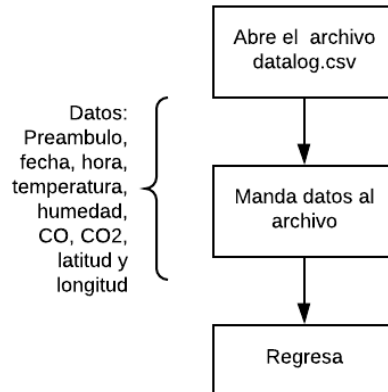 Abre el archivo
datalog.csv
Datos:
Preambulo,
fecha, hora,
temperatura,
humedad,
CO, CO2,
latitud y
longitud
Manda datos al
archivo
Regresa